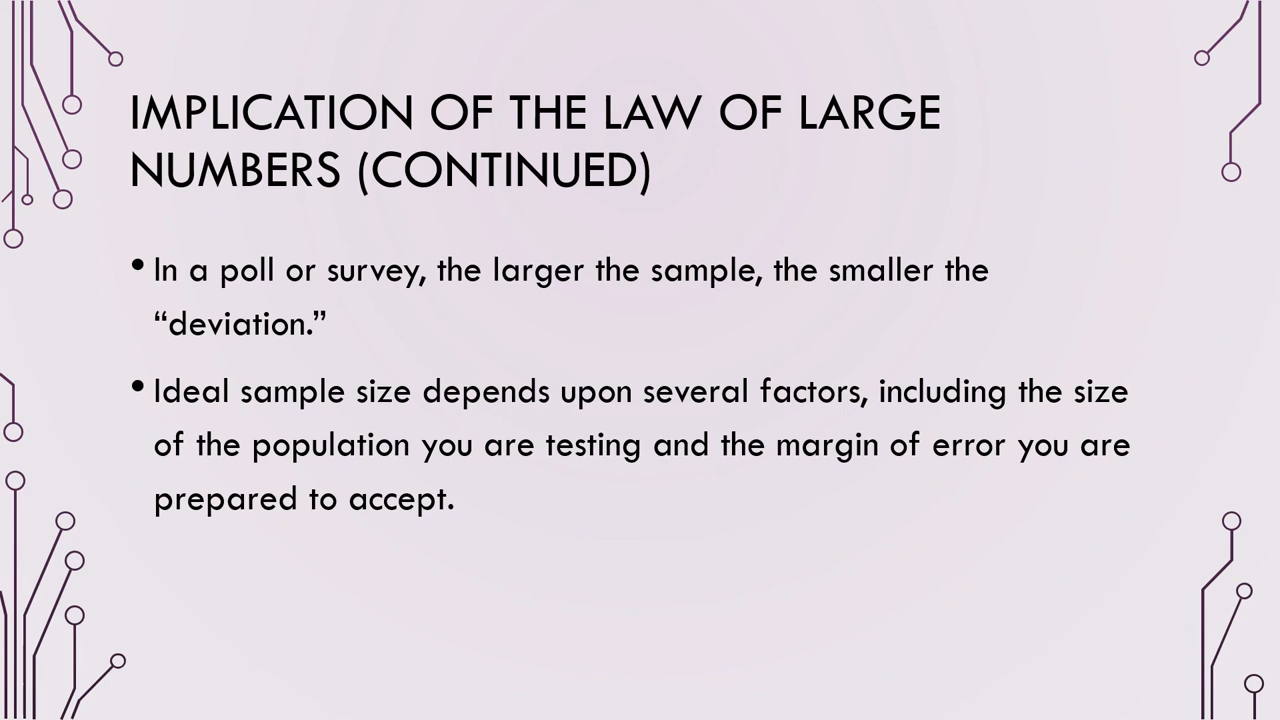 IMPLICATION OF THE LAW OF LARGE
NUMBERS (CONTINUED)
• In a poll or survey, the larger the sample, the smaller the
“deviation.”
• Ideal sample size depends upon several factors, including the size
of the population you are testing and the margin of error you are
prepared to accept.